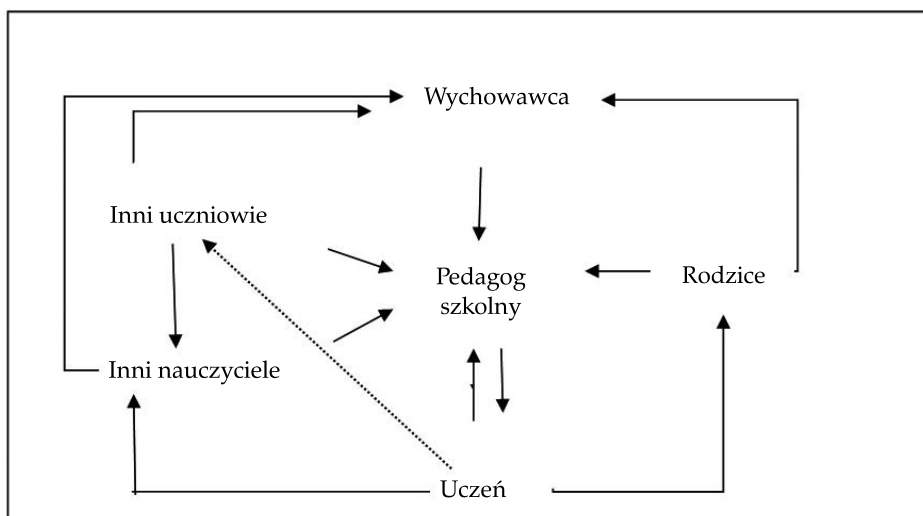 Wychowawca
Inni uczniowie
Pedagog
szkolny
Rodzice
Inni nauczyciele
Uczeń